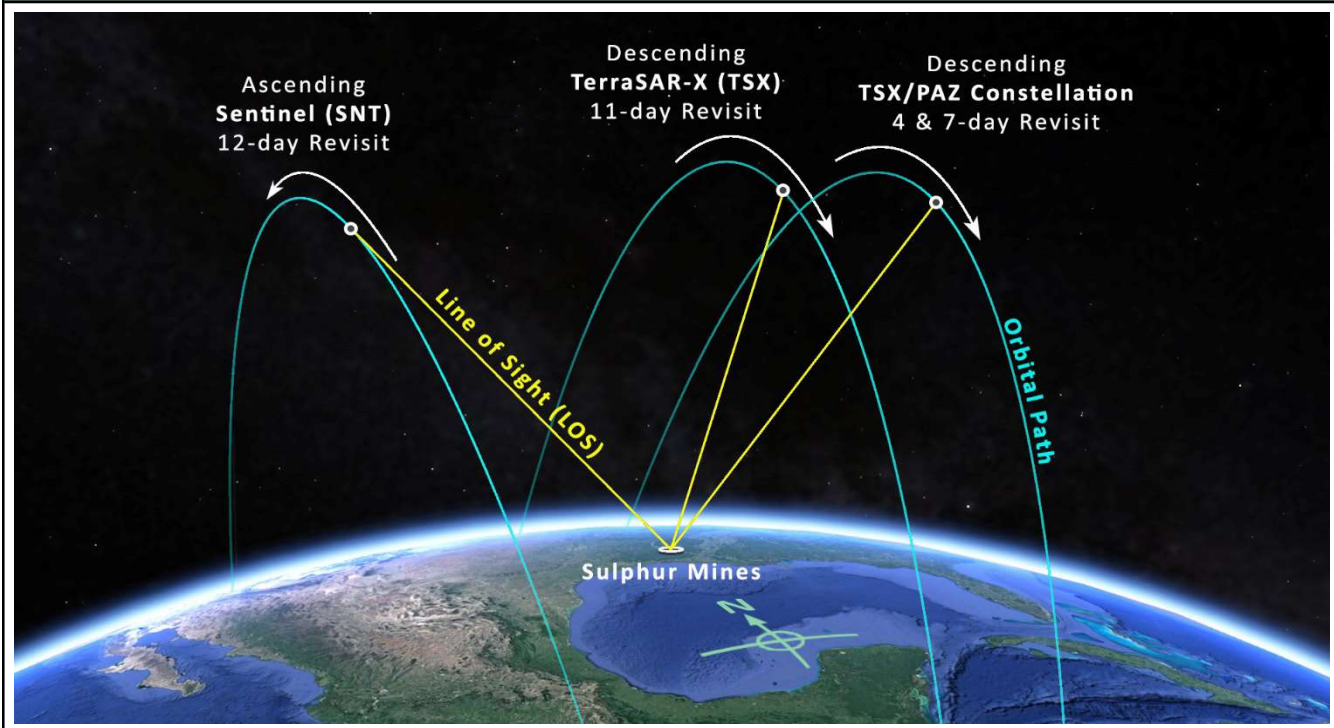 Ascending
Sentinel (SNT)
12-day Revisit
Descending
TerraSAR-X (TSX)
11-day Revisit
Descending
TSX/PAZ Constellation
4 & 7-day Revisit
Line of Sight (LOS)
Orbital Path
Sulphur Mines
N